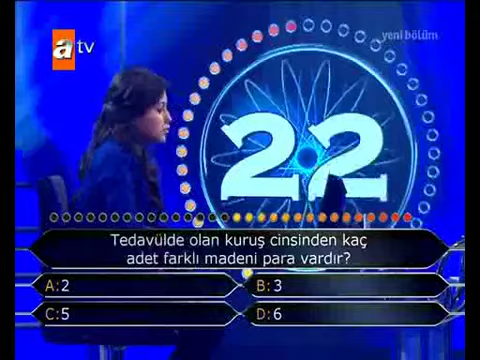 atv
yeni bölüm
22
Tedavülde olan kuruş cinsinden kaç
adet farklı madeni para vardır?
A:2
B:3
C:5
D:6